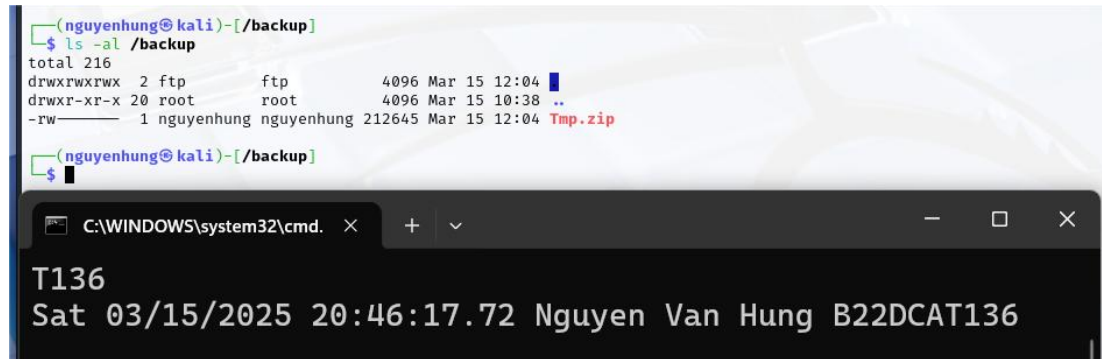 ┌──(nguyenhung㉿kali)-[/backup]
└─$ ls -al /backup
total 216
drwxrwxrwx  2 ftp        ftp          4096 Mar 15 12:04 .
drwxr-xr-x 20 root       root         4096 Mar 15 10:38 ..
-rw-------  1 nguyenhung nguyenhung 212645 Mar 15 12:04 Tmp.zip
┌──(nguyenhung㉿kali)-[/backup]
└─$
C:\WINDOWS\system32\cmd.
T136
Sat 03/15/2025 20:46:17.72 Nguyen Van Hung B22DCAT136